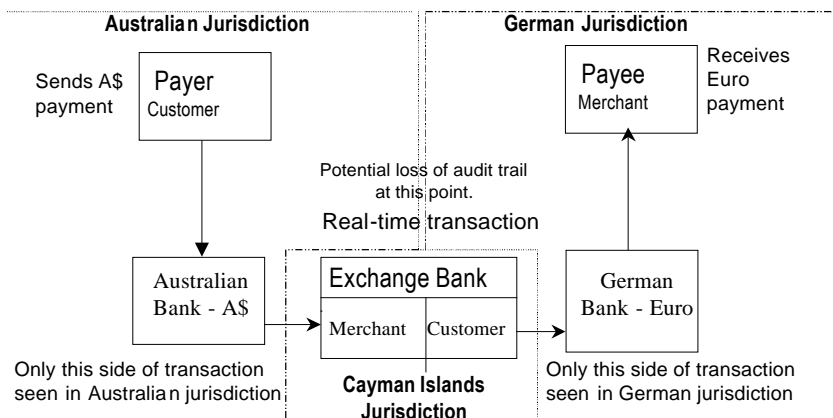 Australian Jurisdiction
German Jurisdiction
Sends A$
payment
Payer
Customer
Payee
Merchant
Receives
Euro
payment
Potential loss of audit trail
at this point.
Real-time transaction
Australian
Bank - A$
Exchange Bank
Merchant
Customer
German
Bank - Euro
Only this side of transaction
seen in Australian jurisdiction
Cayman Islands
Jurisdiction
Only this side of transaction
seen in German jurisdiction